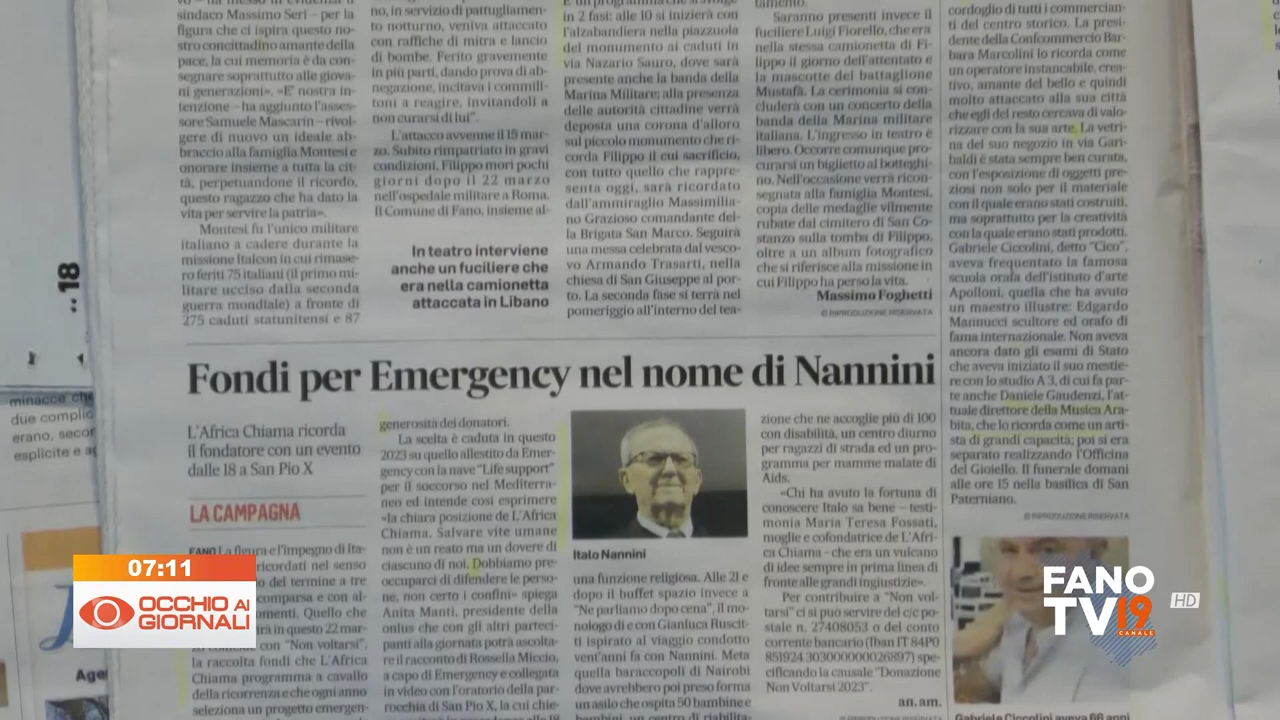 sindaco Massimo Seri – per la
figura che ci ispira questo no-
stro concittadino amante della
pace, la cui memoria è da con-
segnare soprattutto alle giova-
ni generazioni». «E' nostra in-
tenzione – ha aggiunto l'asses-
sore Samuele Mascarin – rivol-
gere di nuovo un ideale ab-
braccio alla famiglia Montesi e
onorare insieme a tutta la cit-
tà, perpetuandone il ricordo,
questo ragazzo che ha dato la
vita per servire la patria».
Montesi fu l'unico militare
italiano a cadere durante la
missione Italcon in cui rimase-
ro feriti 75 italiani (il primo mi-
litare ucciso dalla seconda
guerra mondiale) a fronte di
275 caduti statunitensi e 87
no, in servizio di pattugliamen-
to notturno, veniva attaccato
con raffiche di mitra e lancio
di bombe. Ferito gravemente
in più parti, dando prova di ab-
negazione, incitava i commili-
toni a reagire, invitandoli a
non curarsi di lui".
L'attacco avvenne il 15 mar-
zo. Subito rimpatriato in gravi
condizioni, Filippo morì pochi
giorni dopo il 22 marzo
nell'ospedale militare a Roma.
Il Comune di Fano, insieme al-
In teatro interviene
anche un fuciliere che
era nella camionetta
attaccata in Libano
in 2 fasi: alle 10 si inizierà con
l'alzabandiera nella piazzuola
del monumento ai caduti in
via Nazario Sauro, dove sarà
presente anche la banda della
Marina Militare; alla presenza
delle autorità cittadine verrà
deposta una corona d'alloro
sul piccolo monumento che ri-
corda Filippo il cui sacrificio,
con tutto quello che rappre-
senta oggi, sarà ricordato
dall'ammiraglio Massimilia-
no Grazioso comandante del-
la Brigata San Marco. Seguirà
una messa celebrata dal vesco-
vo Armando Trasarti, nella
chiesa di San Giuseppe al por-
to. La seconda fase si terrà nel
pomeriggio all'interno del tea-
tamento.
Saranno presenti invece il
fuciliere Luigi Fiorello, che era
nella stessa camionetta di Fi-
lippo il giorno dell'attentato e
la mascotte del battaglione
Mustafà. La cerimonia si con-
cluderà con un concerto della
banda della Marina militare
italiana. L'ingresso in teatro è
libero. Occorre comunque pro-
curarsi un biglietto al botteghi-
no. Nell'occasione verrà ricon-
segnata alla famiglia Montesi,
copia delle medaglie vilmente
rubate dal cimitero di San Co-
stanzo sulla tomba di Filippo,
oltre a un album fotografico
che si riferisce alla missione in
cui Filippo ha perso la vita.
Massimo Foghetti
© RIPRODUZIONE RISERVATA
cordoglio di tutti i commercian-
ti del centro storico. La presi-
dente della Confcommercio Bar-
bara Marcolini lo ricorda come
un operatore instancabile, crea-
tivo, amante del bello e quindi
molto attaccato alla sua città
che egli del resto cercava di valo-
rizzare con la sua arte. La vetri-
na del suo negozio in via Gari-
baldi è stata sempre ben curata,
con l'esposizione di oggetti pre-
ziosi non solo per il materiale
con il quale erano stati costruiti,
ma soprattutto per la creatività
con la quale erano stati prodotti.
Gabriele Ciccolini, detto "Cico",
aveva frequentato la famosa
scuola orafa dell'istituto d'arte
Apolloni, quella che ha avuto
un maestro illustre: Edgardo
Mannucci scultore ed orafo di
fama internazionale. Non aveva
ancora dato gli esami di Stato
che aveva iniziato il suo mestie-
re con lo studio A 3, di cui fa par-
te anche Daniele Gaudenzi, l'at-
tuale direttore della Musica Ara-
bita, che lo ricorda come un arti-
sta di grandi capacità; poi si era
separato realizzando l'Officina
del Gioiello. Il funerale domani
alle ore 15 nella basilica di San
Paterniano.
© RIPRODUZIONE RISERVATA
18
minacce che
due complic
erano, secon
esplicite e ag
Fondi per Emergency nel nome di Nannini
L'Africa Chiama ricorda
il fondatore con un evento
dalle 18 a San Pio X
LA CAMPAGNA
FANO La figura e l'impegno di Ita-
ricordati nel senso
del termine a tre
comparsa e con al-
menti. Quello che
rà in questo 22 mar-
con "Non voltarsi",
la raccolta fondi che L'Africa
Chiama programma a cavallo
della ricorrenza e che ogni anno
seleziona un progetto emergen-
generosità dei donatori.
La scelta è caduta in questo
2023 su quello allestito da Emer-
gency con la nave "Life support"
per il soccorso nel Mediterra-
neo ed intende così esprimere
«la chiara posizione de L'Africa
Chiama. Salvare vite umane
non è un reato ma un dovere di
ciascuno di noi. Dobbiamo pre-
occuparci di difendere le perso-
ne, non certo i confini» spiega
Anita Manti, presidente della
onlus che con gli altri parteci-
panti alla giornata potrà ascolta-
re il racconto di Rossella Miccio,
a capo di Emergency e collegata
in video con l'oratorio della par-
rocchia di San Pio X, la cui chie-
Italo Nannini
una funzione religiosa. Alle 21 e
dopo il buffet spazio invece a
"Ne parliamo dopo cena", il mo-
nologo di e con Gianluca Ruscit-
ti ispirato al viaggio condotto
vent'anni fa con Nannini. Meta
quella baraccopoli di Nairobi
dove avrebbero poi preso forma
un asilo che ospita 50 bambine e
bambini, un centro di riabilita-
zione che ne accoglie più di 100
con disabilità, un centro diurno
per ragazzi di strada ed un pro-
gramma per mamme malate di
Aids.
«Chi ha avuto la fortuna di
conoscere Italo sa bene – testi-
monia Maria Teresa Fossati,
moglie e cofondatrice de L'Afri-
ca Chiama - che era un vulcano
di idee sempre in prima linea di
fronte alle grandi ingiustizie».
Per contribuire a "Non vol-
tarsi" ci si può servire del c/c po-
stale n. 27408053 o del conto
corrente bancario (Iban IT 84P0
851924 303000000026897) spe-
cificando la causale "Donazione
Non Voltarsi 2023".
an. am.
© RIPRODUZIONE RISERVATA
Gabriele Ciccolini aveva 66 anni
07:11
OCCHIO AI
GIORNALI
Age
FANO
TV19
CANALE
HD